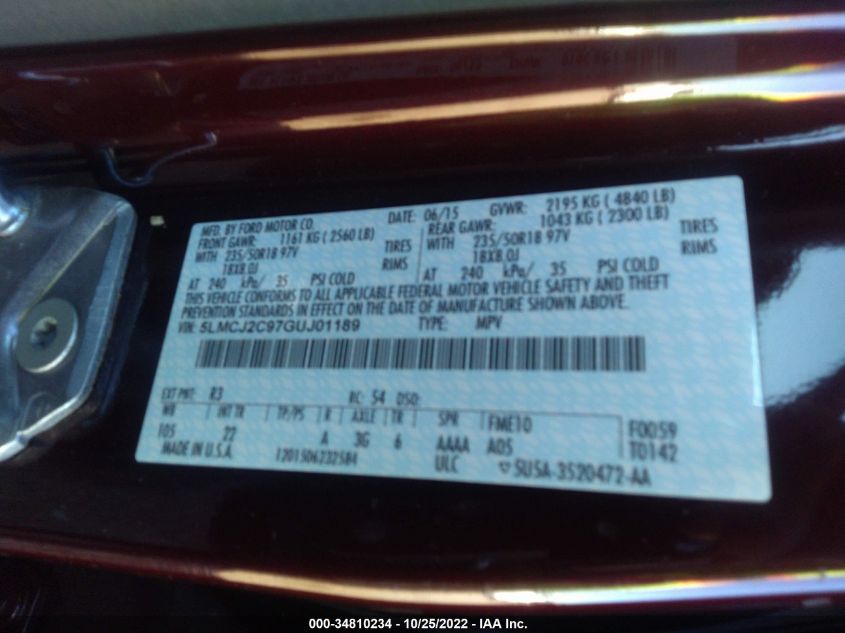 MFD. BY FORD MOTOR CO.
DATE: 06/15 GVWR: 2195 KG ( 4840 LB)
FRONT GAWR: 1161 KG ( 2560 LB)
REAR GAWR: 1043 KG ( 2300 LB)
WITH 235/50R18 97V TIRES
WITH 235/50R18 97V TIRES
18X8.0J RIMS
18X8.0J RIMS
AT 240 kPa/ 35 PSI COLD
AT 240 kPa/ 35 PSI COLD
THIS VEHICLE CONFORMS TO ALL APPLICABLE FEDERAL MOTOR VEHICLE SAFETY AND THEFT
PREVENTION STANDARDS IN EFFECT ON THE DATE OF MANUFACTURE SHOWN ABOVE.
VIN: 5LMCJ2C97GUJ01189 TYPE: MPV
EXT PNT: R3 RC: 54 DSO:
WB INT TR TP/PS R AXLE TR SPR FME10 F0059
105 22 A 3G 6 AAAA A05 T0142
MADE IN U.S.A. 1201506232584 ULC 5U5A-3520472-AA
000-34810234 - 10/25/2022 - IAA Inc.